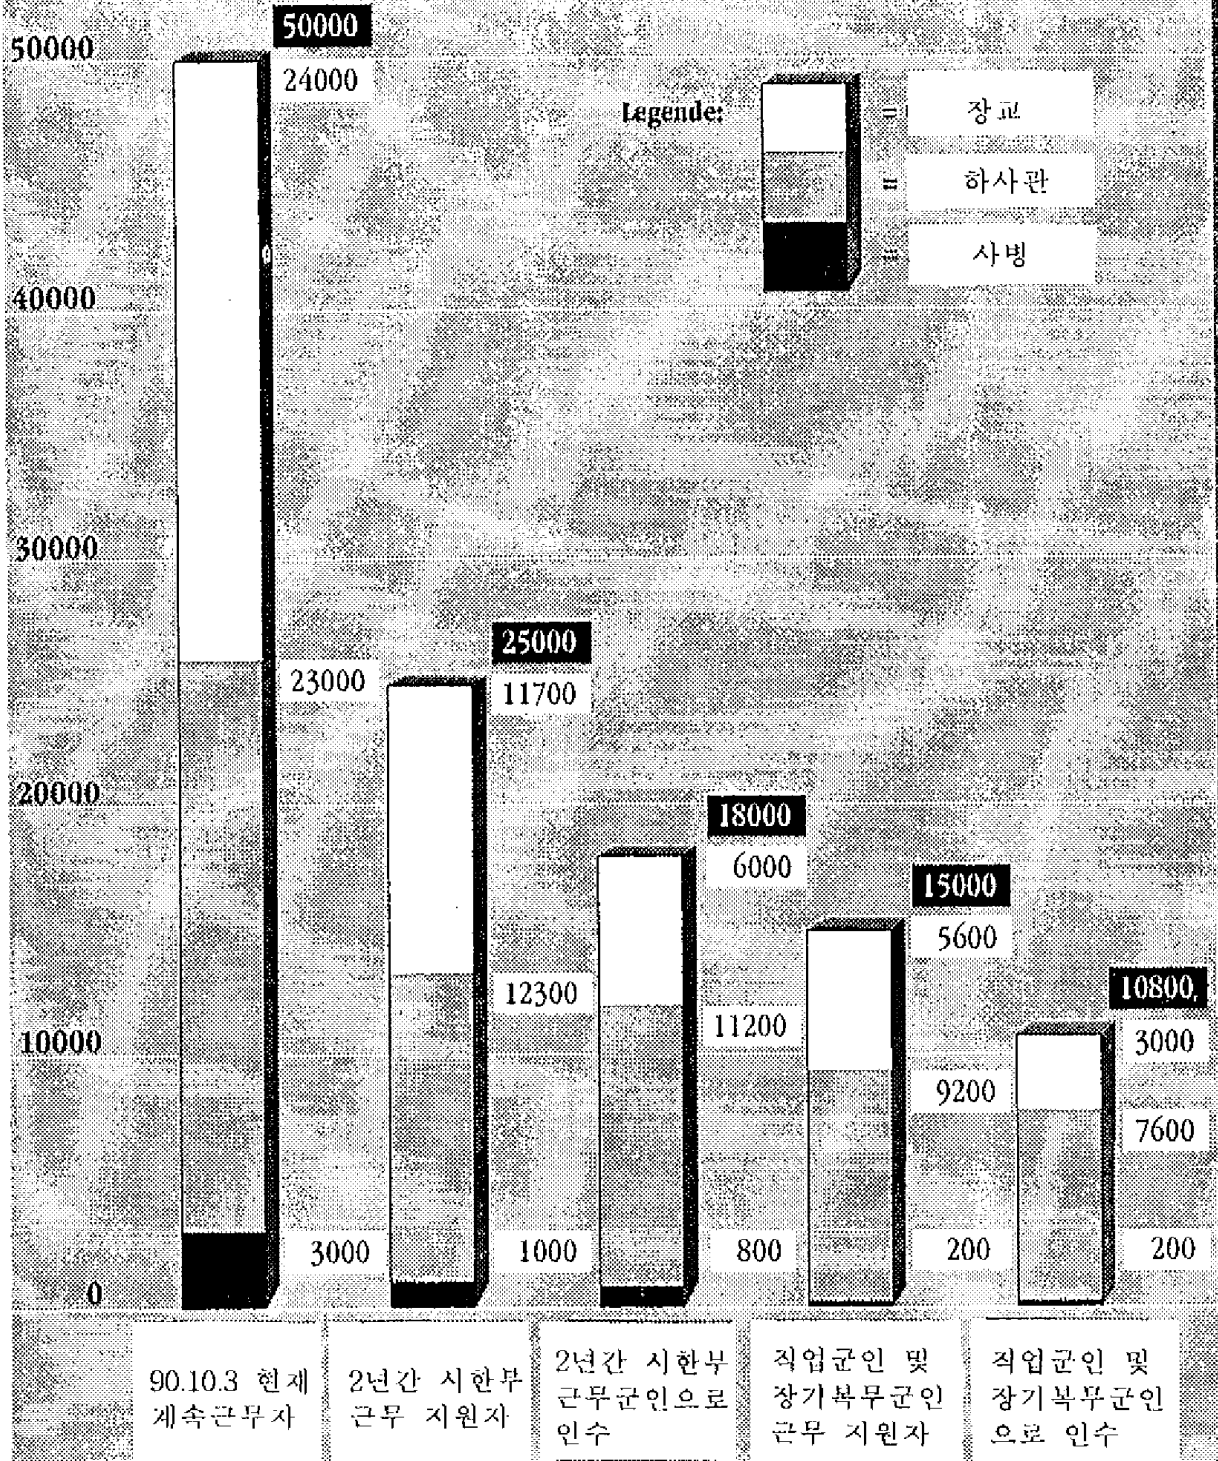 50000
50000
24000
Legende:
= 장교
= 하사관
= 사병
40000
30000
25000
23000
11700
20000
18000
6000
15000
5600
12300
10800
11200
10000
3000
9200
7600
3000
1000
800
200
200
0
90.10.3 현재
계속근무자
2년간 시한부
근무 지원자
2년간 시한부
근무군인으로
인수
직업군인 및
장기복무군인
근무 지원자
직업군인 및
장기복무군인
으로 인수